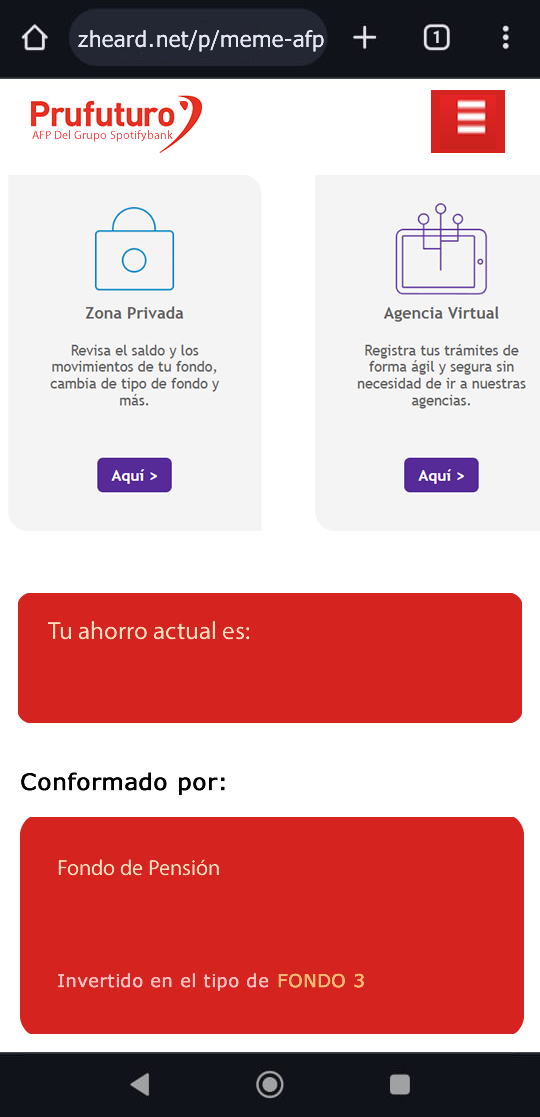 zheard.net/p/meme-afp
1
Prufuturo
AFP Del Grupo Spotifybank
Zona Privada
Revisa el saldo y los
movimientos de tu fondo,
cambia de tipo de fondo y
más.
Aquí >
Agencia Virtual
Registra tus trámites de
forma ágil y segura sin
necesidad de ir a nuestras
agencias.
Aquí >
Tu ahorro actual es:
Conformado por:
Fondo de Pensión
Invertido en el tipo de FONDO 3